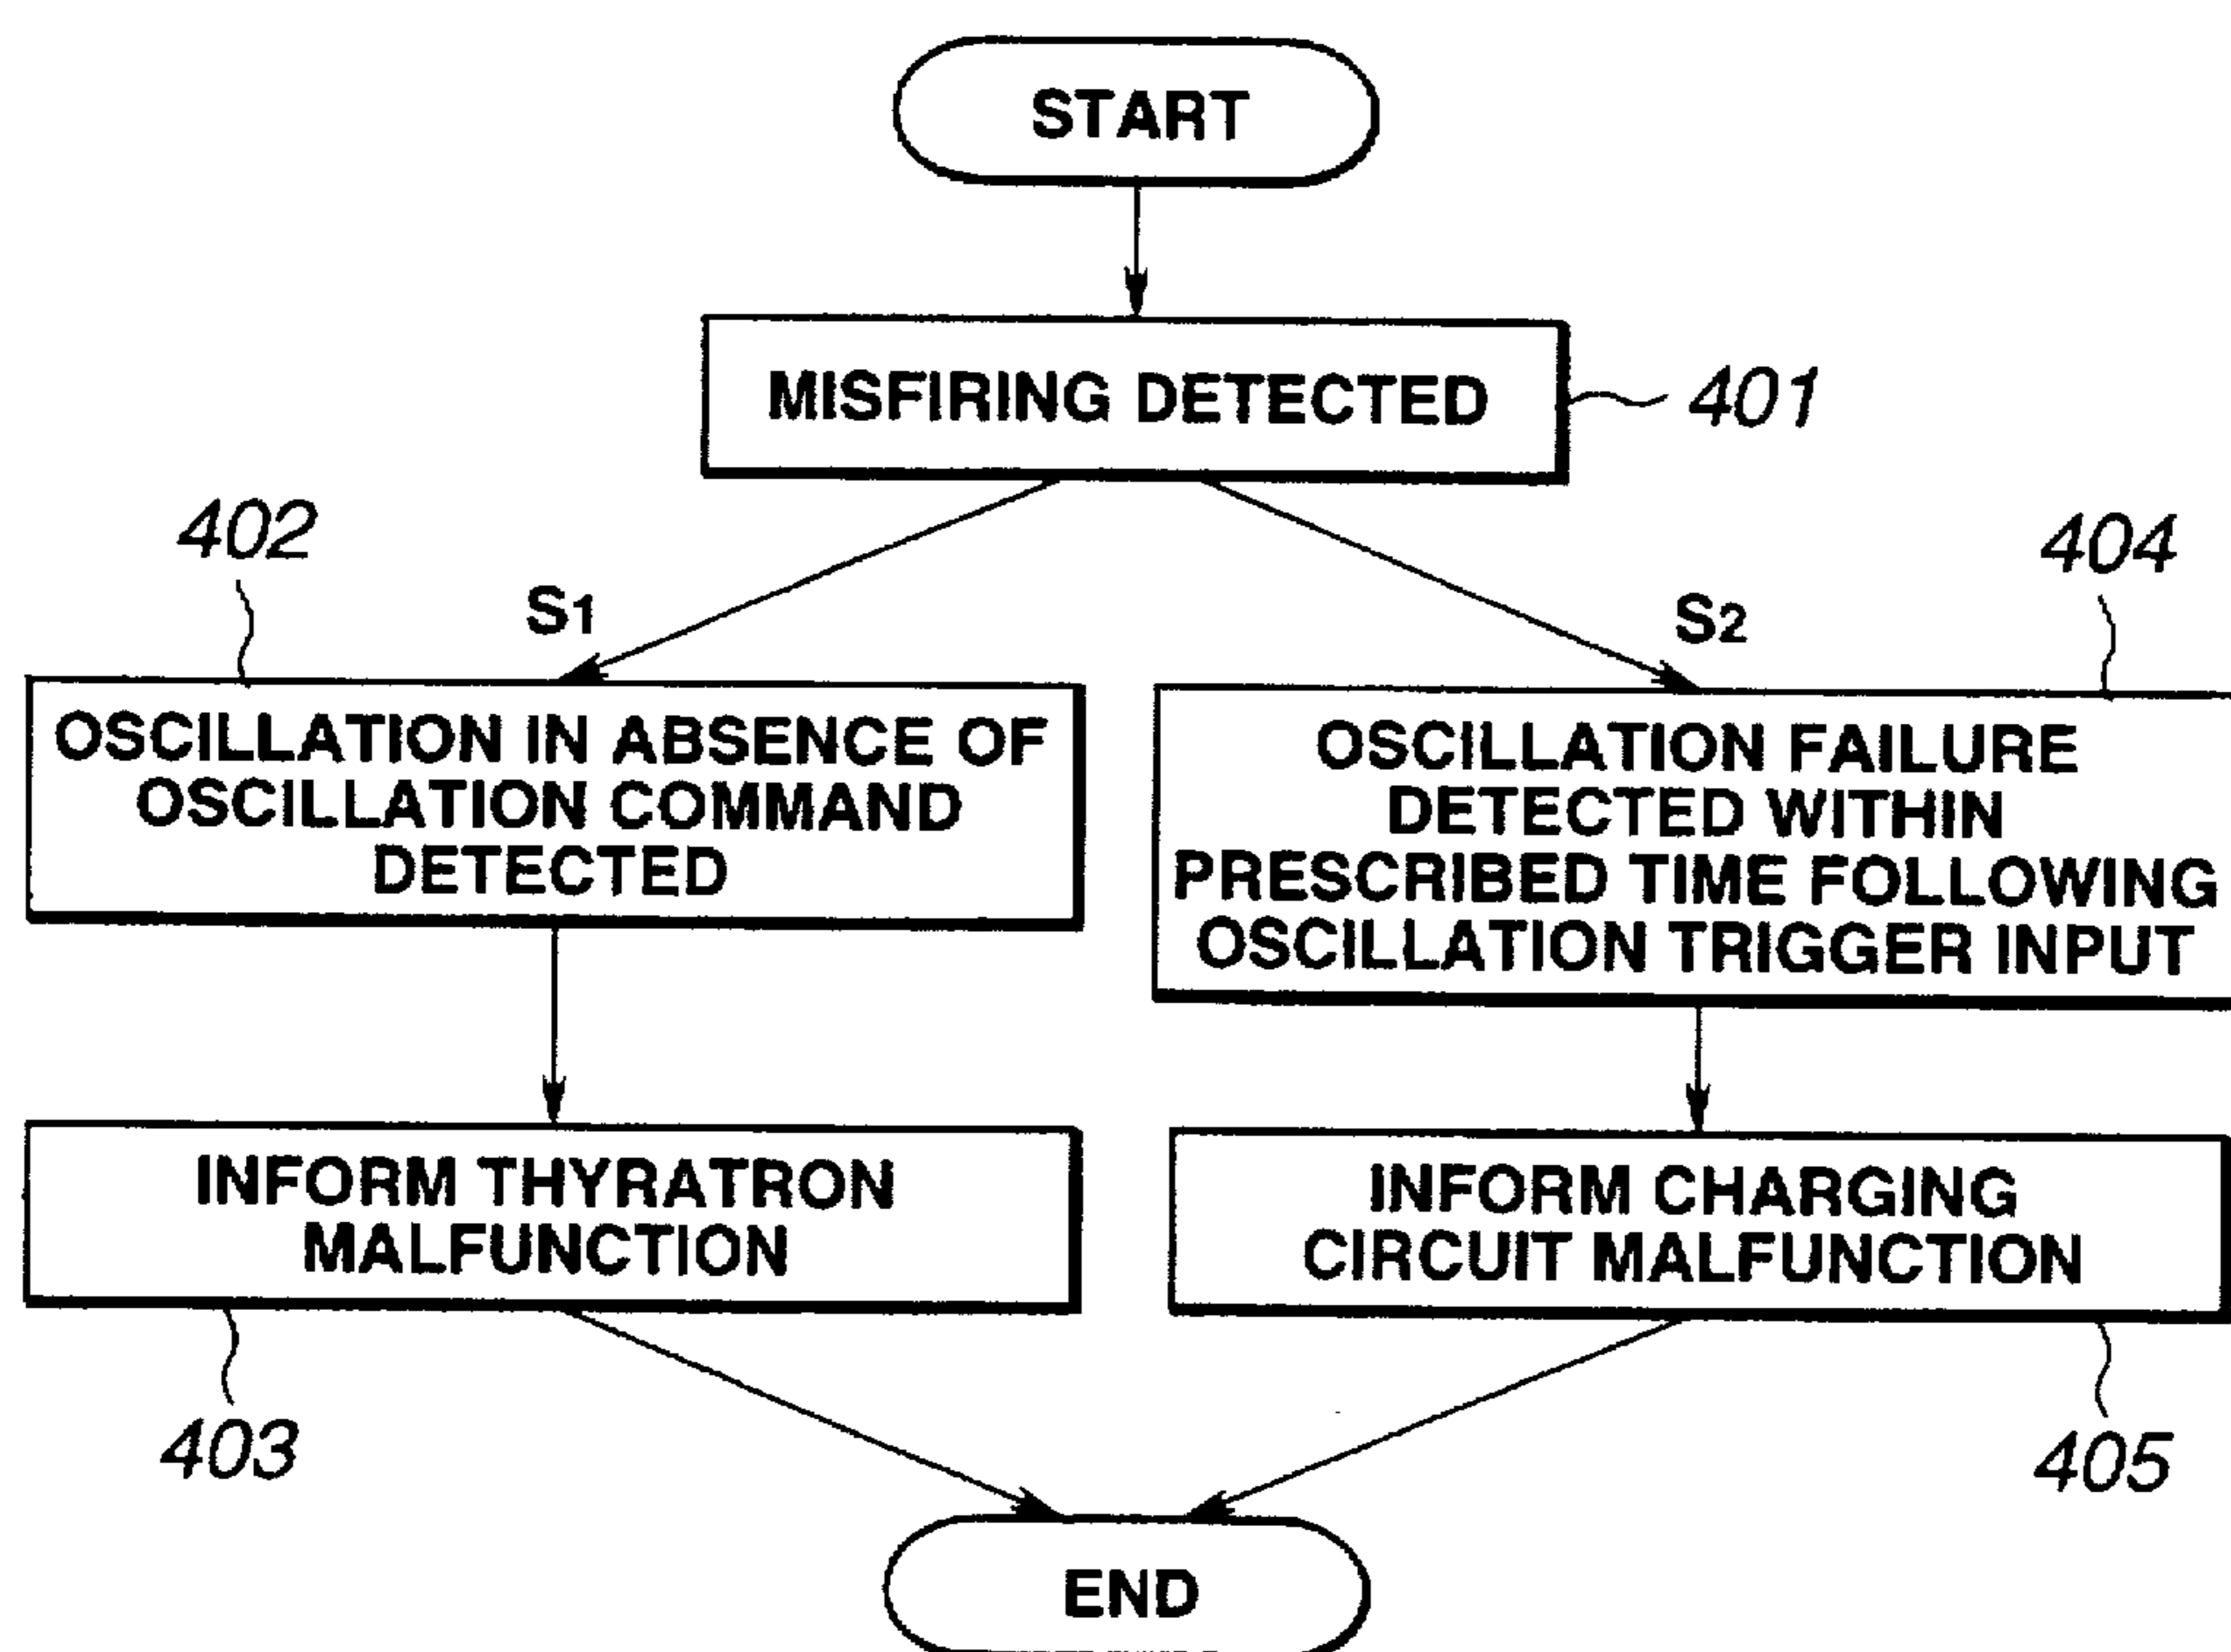 START
MISFIRING DETECTED
401
402
404
S1
S2
OSCILLATION IN ABSENCE OF
OSCILLATION COMMAND
DETECTED
OSCILLATION FAILURE
DETECTED WITHIN
PRESCRIBED TIME FOLLOWING
OSCILLATION TRIGGER INPUT
INFORM THYRATRON
MALFUNCTION
INFORM CHARGING
CIRCUIT MALFUNCTION
403
405
END